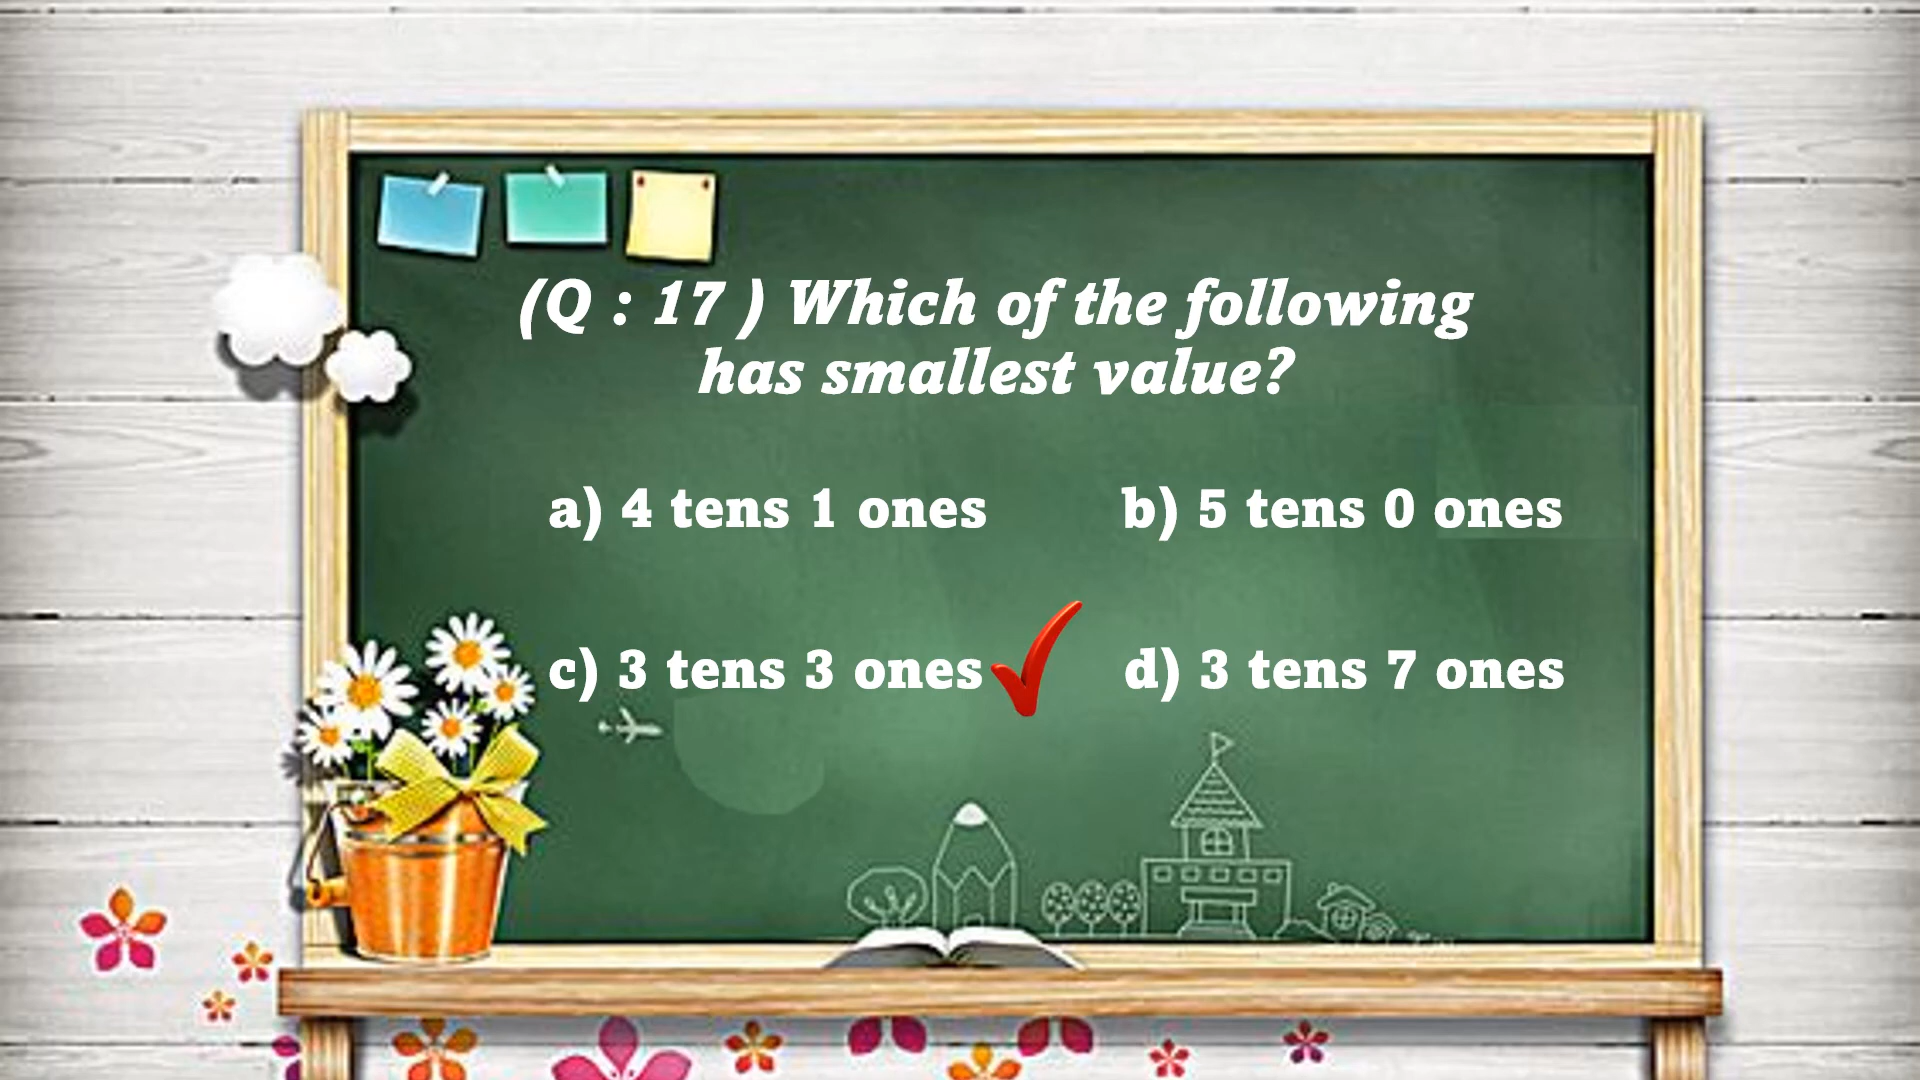 (Q : 17 ) Which of the following
has smallest value?
a) 4 tens 1 ones
b) 5 tens 0 ones
c) 3 tens 3 ones
d) 3 tens 7 ones